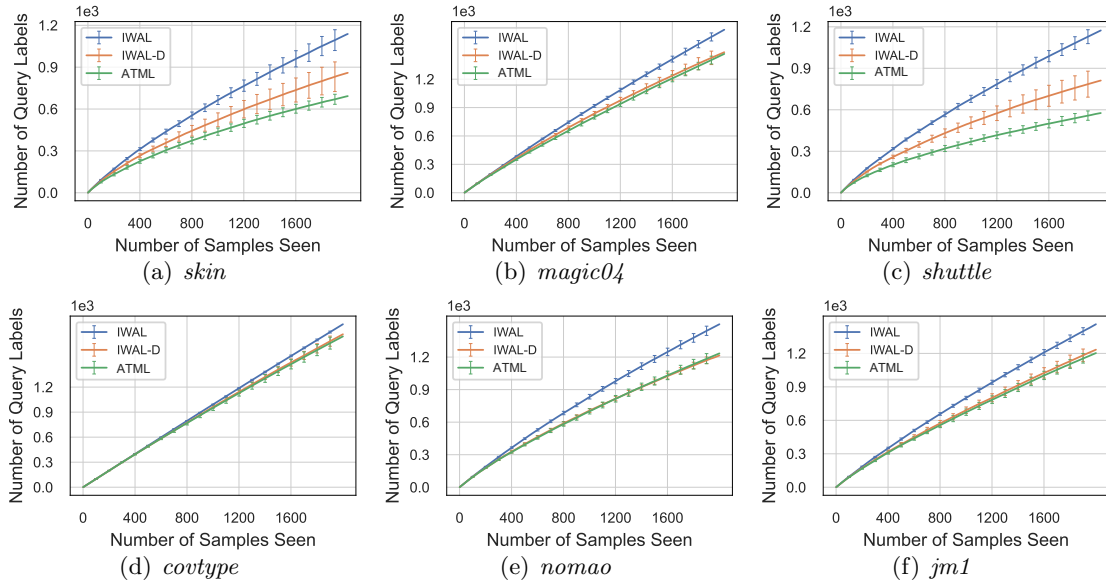 1e3
1.2
0.9
0.6
0.3
0.0
Number of Query Labels
IWAL
IWAL-D
ATML
0 400 800 1200 1600
Number of Samples Seen
(a) skin
1e3
1.2
0.9
0.6
0.3
0.0
Number of Query Labels
IWAL
IWAL-D
ATML
0 400 800 1200 1600
Number of Samples Seen
(b) magic04
1e3
1.2
0.9
0.6
0.3
0.0
Number of Query Labels
IWAL
IWAL-D
ATML
0 400 800 1200 1600
Number of Samples Seen
(c) shuttle
1e3
1.2
0.9
0.6
0.3
0.0
Number of Query Labels
IWAL
IWAL-D
ATML
0 400 800 1200 1600
Number of Samples Seen
(d) covtype
1e3
1.2
0.9
0.6
0.3
0.0
Number of Query Labels
IWAL
IWAL-D
ATML
0 400 800 1200 1600
Number of Samples Seen
(e) nomao
1e3
1.2
0.9
0.6
0.3
0.0
Number of Query Labels
IWAL
IWAL-D
ATML
0 400 800 1200 1600
Number of Samples Seen
(f) jm1